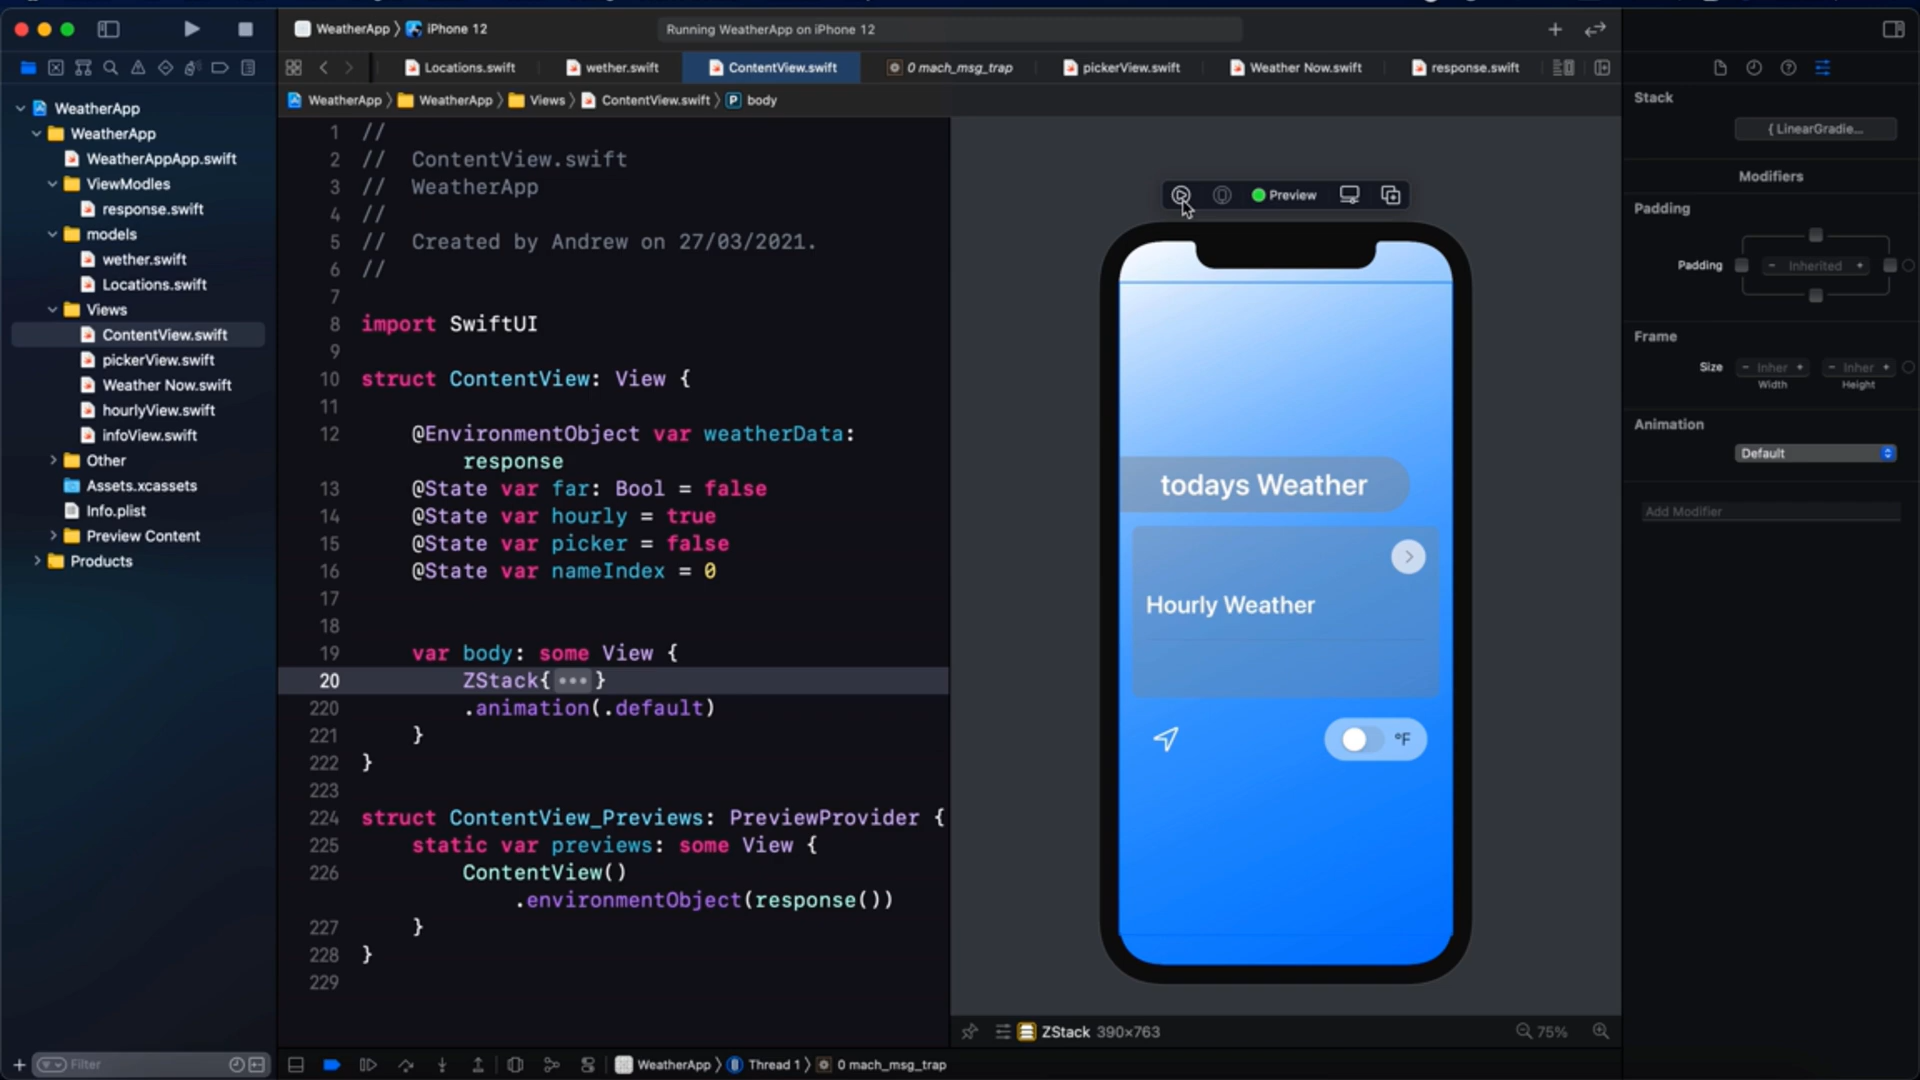 WeatherApp 〉 iPhone 12
Running WeatherApp on iPhone 12
Locations.swift
wether.swift
ContentView.swift
0 mach_msg_trap
pickerView.swift
Weather Now.swift
response.swift
WeatherApp 〉 WeatherApp 〉 Views 〉 ContentView.swift 〉 P body
WeatherApp
WeatherApp
WeatherAppApp.swift
ViewModles
response.swift
models
wether.swift
Locations.swift
Views
ContentView.swift
pickerView.swift
Weather Now.swift
hourlyView.swift
infoView.swift
Other
Assets.xcassets
Info.plist
Preview Content
Products
Filter
1 //
2 //  ContentView.swift
3 //  WeatherApp
4 //
5 //  Created by Andrew on 27/03/2021.
6 //
7
8 import SwiftUI
9
10 struct ContentView: View {
11
12 @EnvironmentObject var weatherData:
response
13 @State var far: Bool = false
14 @State var hourly = true
15 @State var picker = false
16 @State var nameIndex = 0
17
18
19 var body: some View {
20 ZStack{•••}
220 .animation(.default)
221 }
222 }
223
224 struct ContentView_Previews: PreviewProvider {
225 static var previews: some View {
226 ContentView()
.environmentObject(response())
227 }
228 }
229
Preview
todays Weather
Hourly Weather
°F
ZStack 390×763
75%
WeatherApp 〉 Thread 1 〉 0 mach_msg_trap
Stack
{ LinearGradie...
Modifiers
Padding
Padding − Inherited +
Frame
Size − Inher + − Inher +
Width Height
Animation
Default
Add Modifier